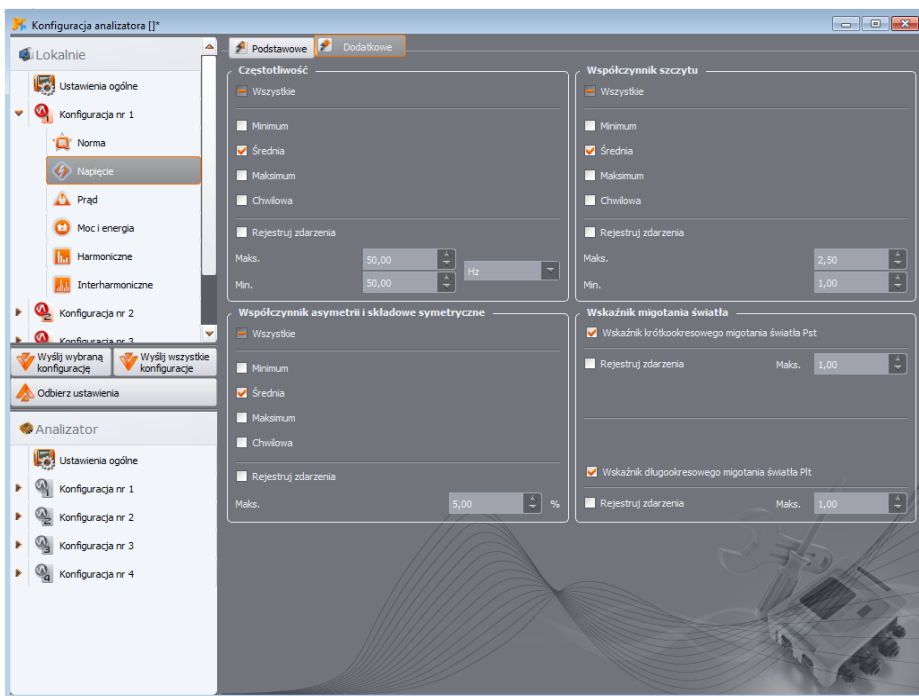 Konfiguracja analizatora []*
Lokalnie
Ustawienia ogólne
Konfiguracja nr 1
Norma
Napięcie
Prąd
Moc i energia
Harmoniczne
Interharmoniczne
Konfiguracja nr 2
Konfiguracja nr 3
Wyślij wybraną
konfigurację
Wyślij wszystkie
konfiguracje
Odbierz ustawienia
Analizator
Ustawienia ogólne
Konfiguracja nr 1
Konfiguracja nr 2
Konfiguracja nr 3
Konfiguracja nr 4
Podstawowe
Dodatkowe
Częstotliwość
Wszystkie
Minimum
Średnia
Maksimum
Chwilowa
Rejestruj zdarzenia
Maks. 50,00
Hz
Min. 50,00
Współczynnik szczytu
Wszystkie
Minimum
Średnia
Maksimum
Chwilowa
Rejestruj zdarzenia
Maks. 2,50
Min. 1,00
Współczynnik asymetrii i składowe symetryczne
Wszystkie
Minimum
Średnia
Maksimum
Chwilowa
Rejestruj zdarzenia
Maks. 5,00 %
Wskaźnik migotania światła
Wskaźnik krótkookresowego migotania światła Pst
Rejestruj zdarzenia Maks. 1,00
Wskaźnik długookresowego migotania światła Plt
Rejestruj zdarzenia Maks. 1,00